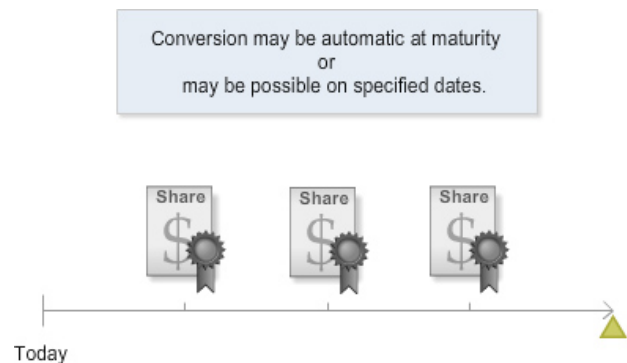 Conversion may be automatic at maturity
or
may be possible on specified dates.
Share Share Share
$ $ $
Today